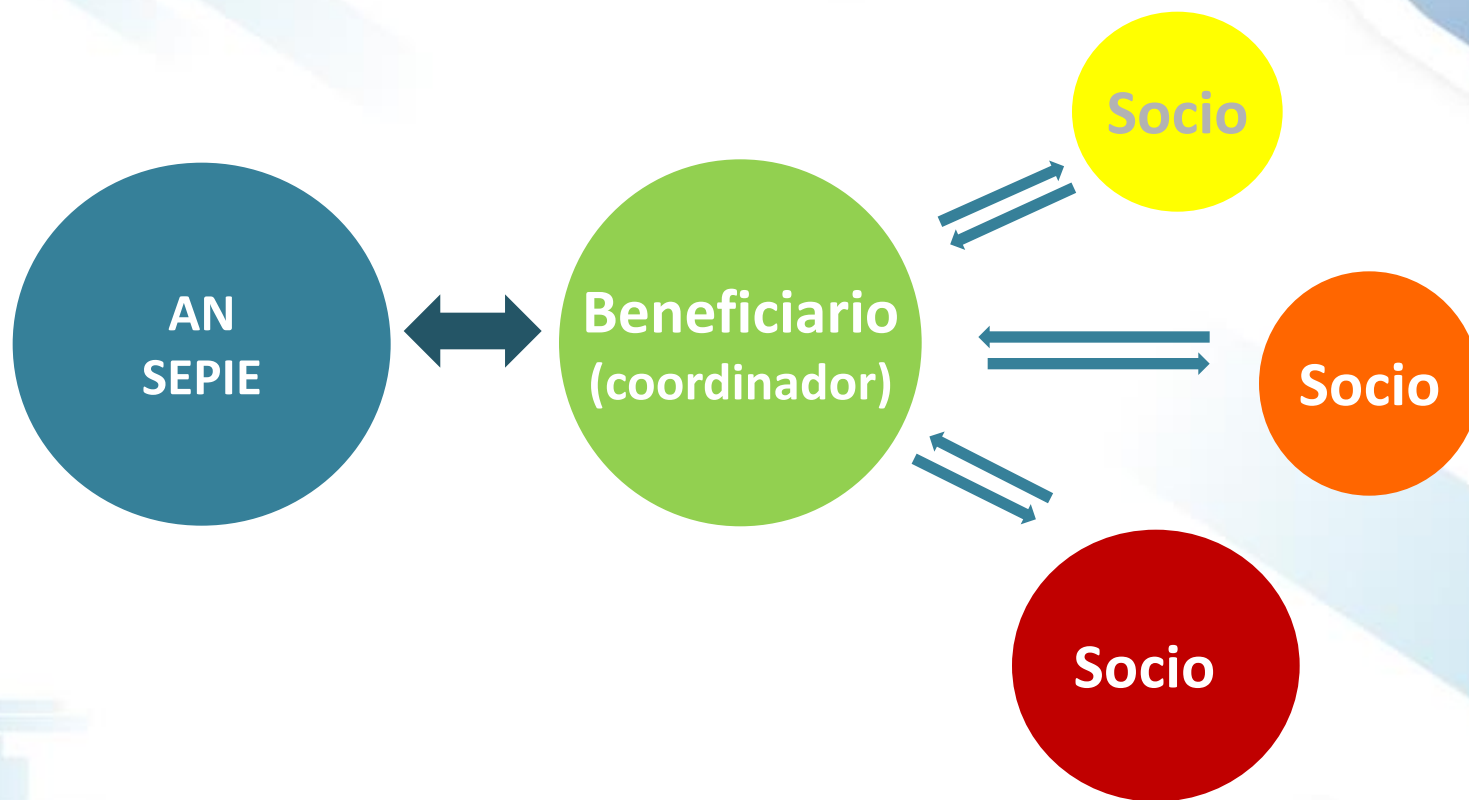 AN
SEPIE
Beneficiario
(coordinador)
Socio
Socio
Socio